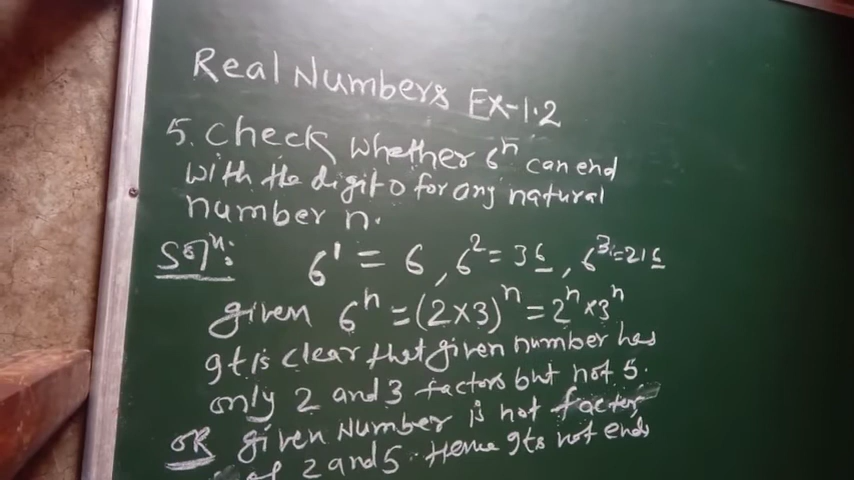 Real Numbers EX-1.2
5. Check whether 6ⁿ can end
with the digit 0 for any natural
number n.
Solⁿ: 6¹ = 6, 6² = 36, 6³ = 216
given 6ⁿ = (2×3)ⁿ = 2ⁿ × 3ⁿ
It is clear that given number has
only 2 and 3 factors but not 5.
OR given Number is not factor
of 2 and 5. Hence Its not ends